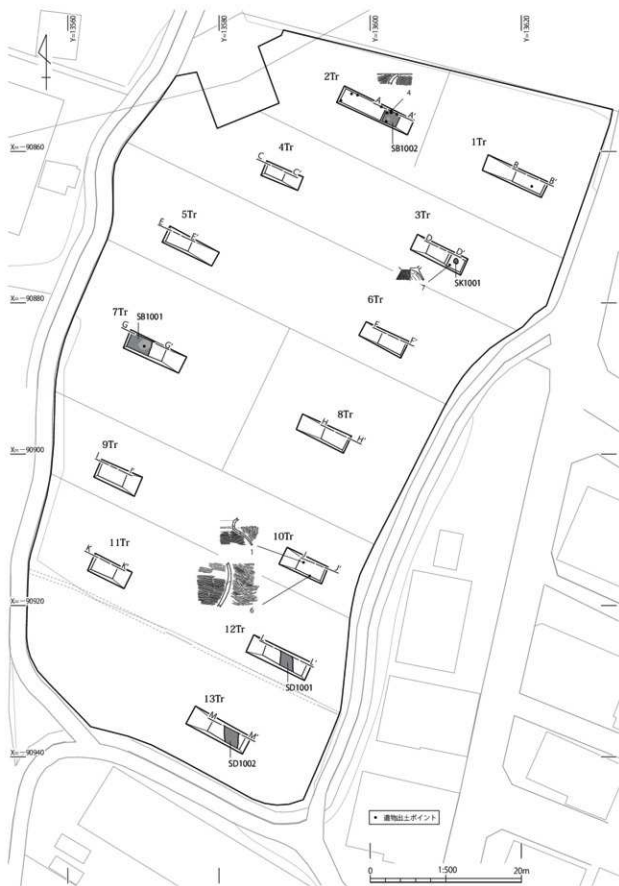 Y=13560
Y=13580
Y=13600
Y=13620
2Tr
4
A
A'
SB1002
X=-90860
1Tr
B
B'
4Tr
C
C'
5Tr
E
E'
3Tr
D
D'
SK1001
7
X=-90880
6Tr
F
F'
7Tr
SB1001
G
G'
8Tr
H
H'
X=-90900
9Tr
I
10Tr
1
J'
6
11Tr
K
K'
X=-90920
12Tr
L
L'
SD1001
13Tr
M
M'
SD1002
X=-90940
遺物出土ポイント
0 1:500 20m